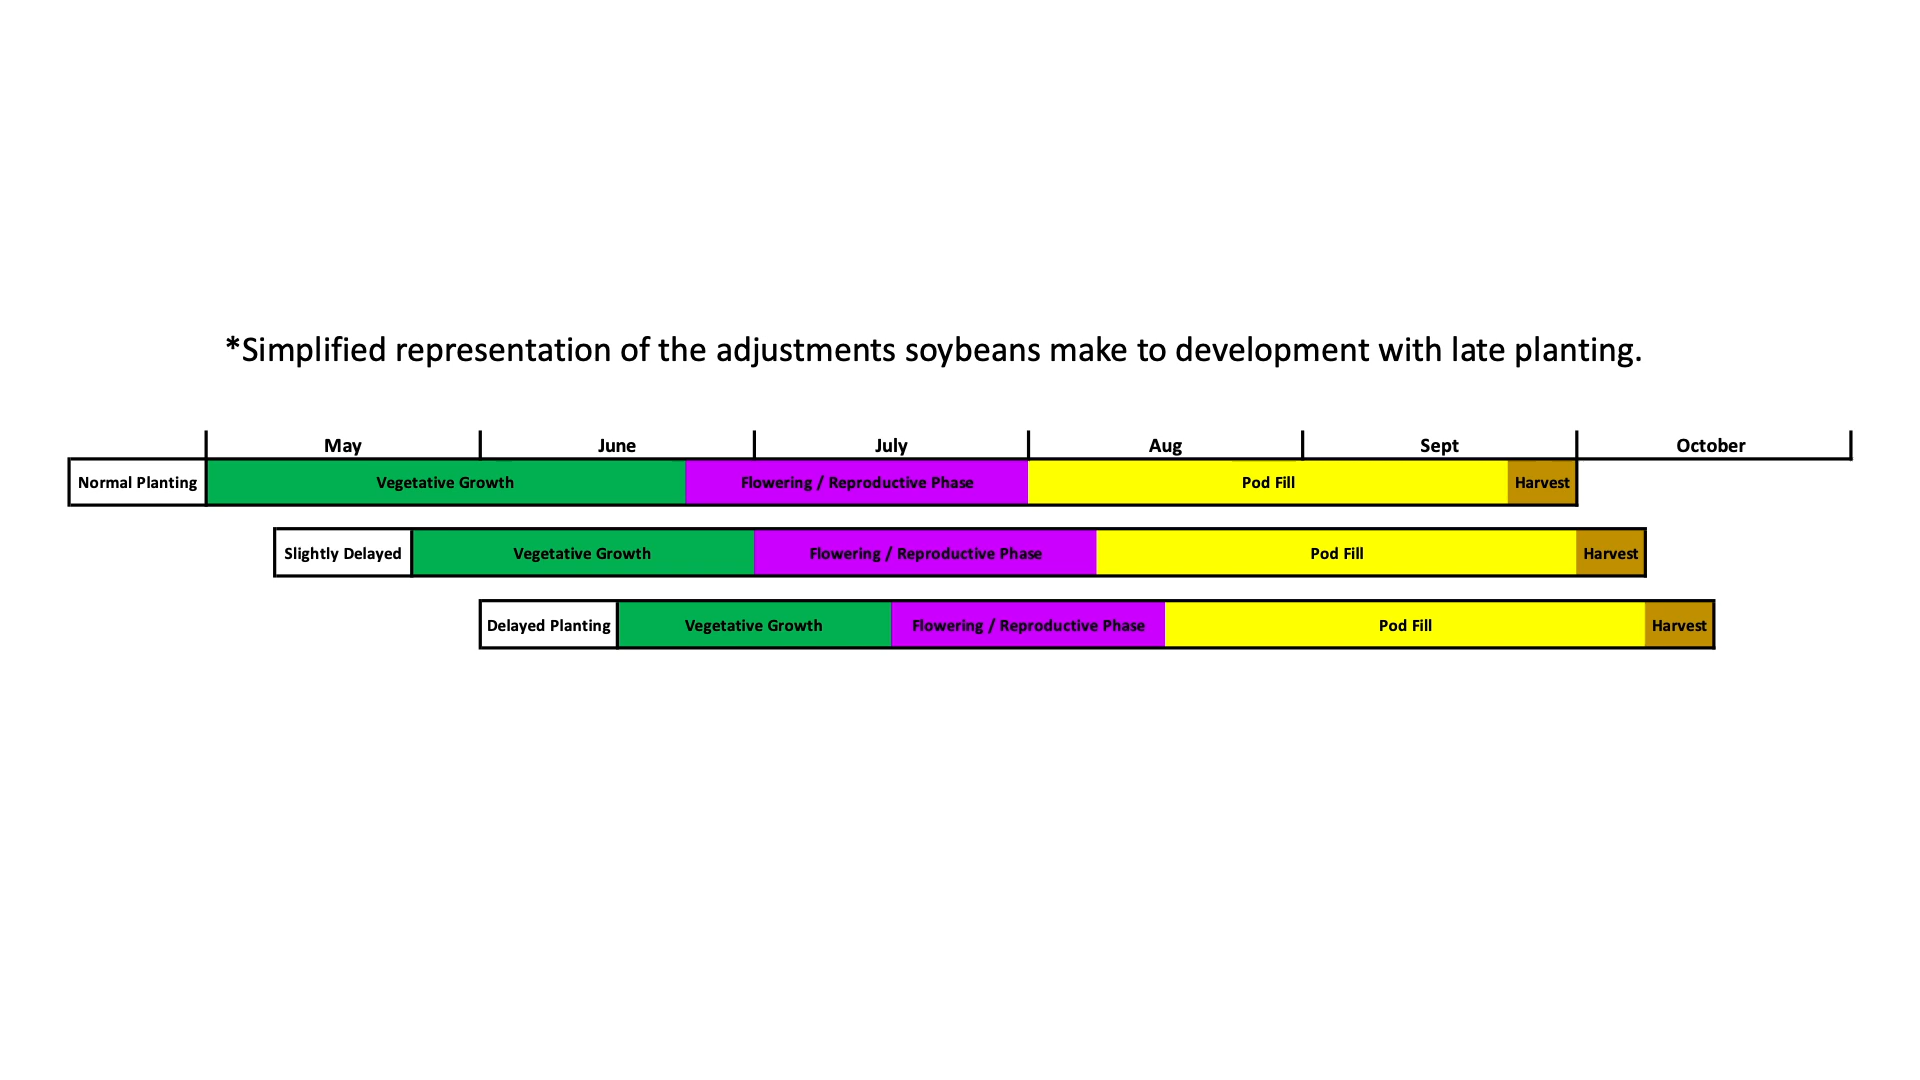 *Simplified representation of the adjustments soybeans make to development with late planting.
May June July Aug Sept October
Normal Planting Vegetative Growth Flowering / Reproductive Phase Pod Fill Harvest
Slightly Delayed Vegetative Growth Flowering / Reproductive Phase Pod Fill Harvest
Delayed Planting Vegetative Growth Flowering / Reproductive Phase Pod Fill Harvest